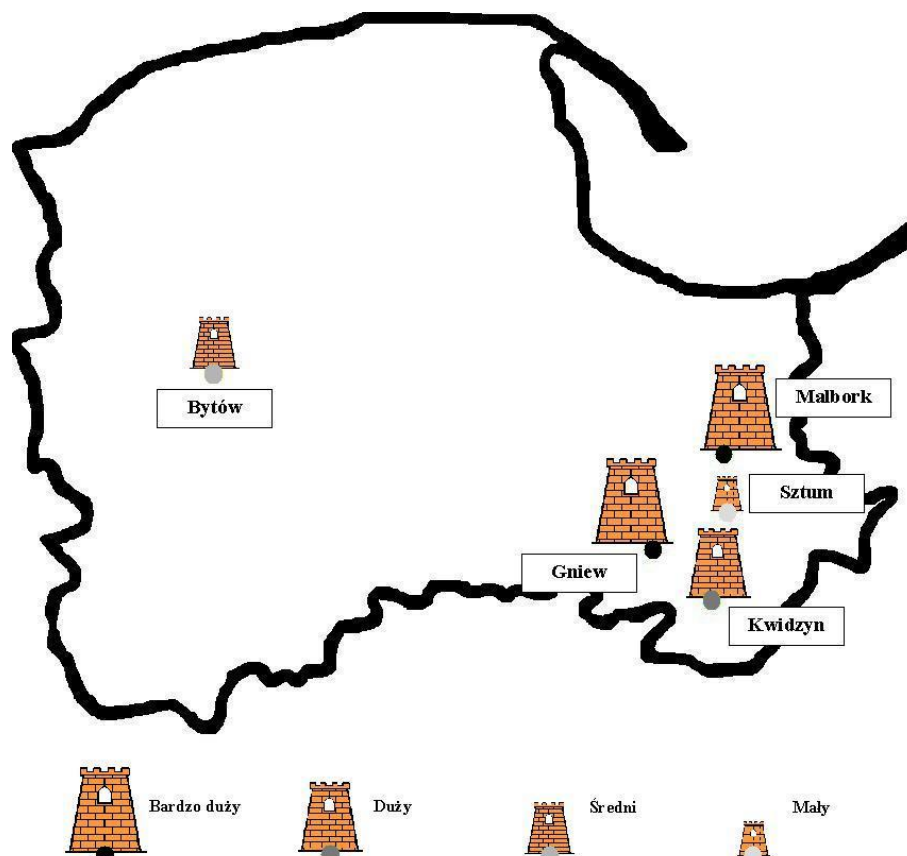 Malbork
Bytów
Sztum
Gniew
Kwidzyn
Bardzo duży
Duży
Średni
Mały